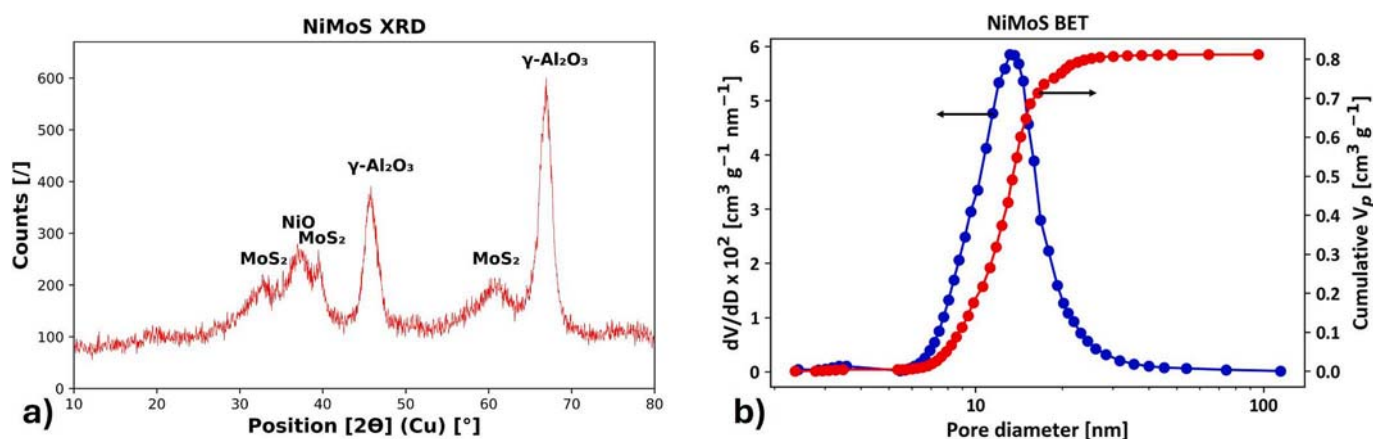 NiMoS XRD
Counts [/]
600
500
400
300
200
100
0
γ-Al₂O₃
γ-Al₂O₃
NiO
MoS₂
MoS₂
MoS₂
10 20 30 40 50 60 70 80
Position [2Θ] (Cu) [°]
a)
NiMoS BET
dV/dD x 10² [cm³ g⁻¹ nm⁻¹]
6
5
4
3
2
1
0
0.8
0.7
0.6
0.5
0.4
0.3
0.2
0.1
0.0
Cumulative Vₚ [cm³ g⁻¹]
10 100
Pore diameter [nm]
b)